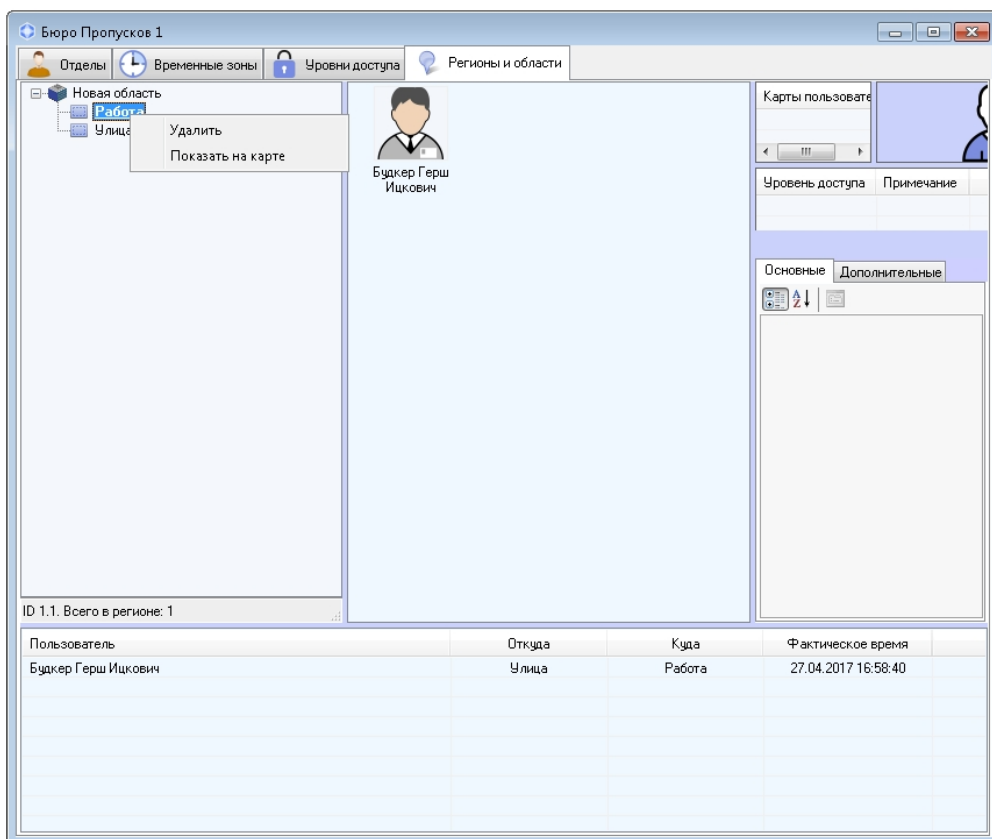 Бюро Пропусков 1
Отделы
Временные зоны
Уровни доступа
Регионы и области
Новая область
Работа
Улица
Удалить
Показать на карте
Будкер Герш
Ицкович
Карты пользовате
Уровень доступа Примечание
Основные Дополнительные
ID 1.1. Всего в регионе: 1
Пользователь Откуда Куда Фактическое время
Будкер Герш Ицкович Улица Работа 27.04.2017 16:58:40